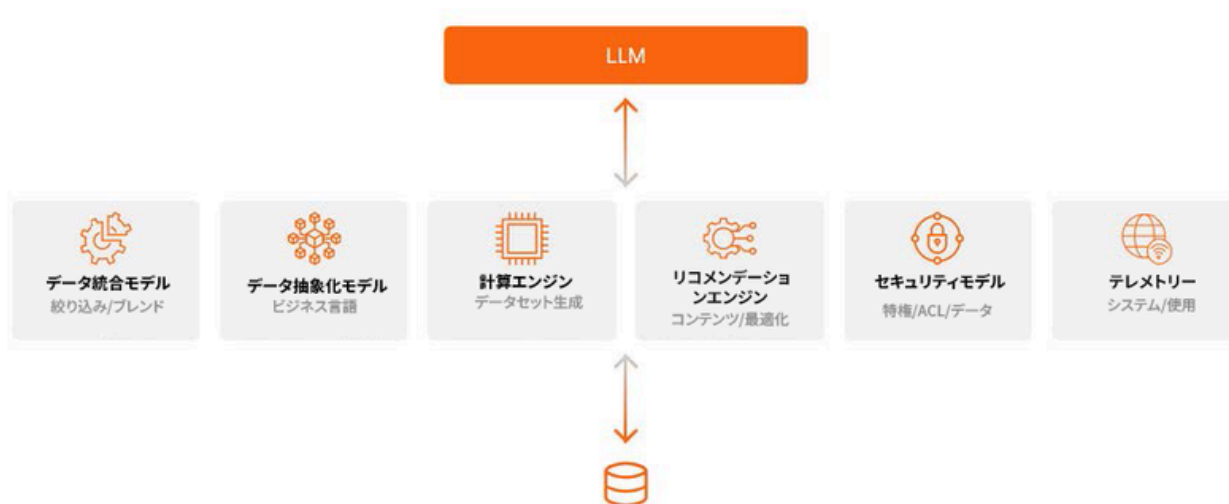 LLM
データ統合モデル
絞り込み/ブレンド
データ抽象化モデル
ビジネス言語
計算エンジン
データセット生成
リコメンデーショ
ンエンジン
コンテンツ/最適化
セキュリティモデル
特権/ACL/データ
テレメトリー
システム/使用